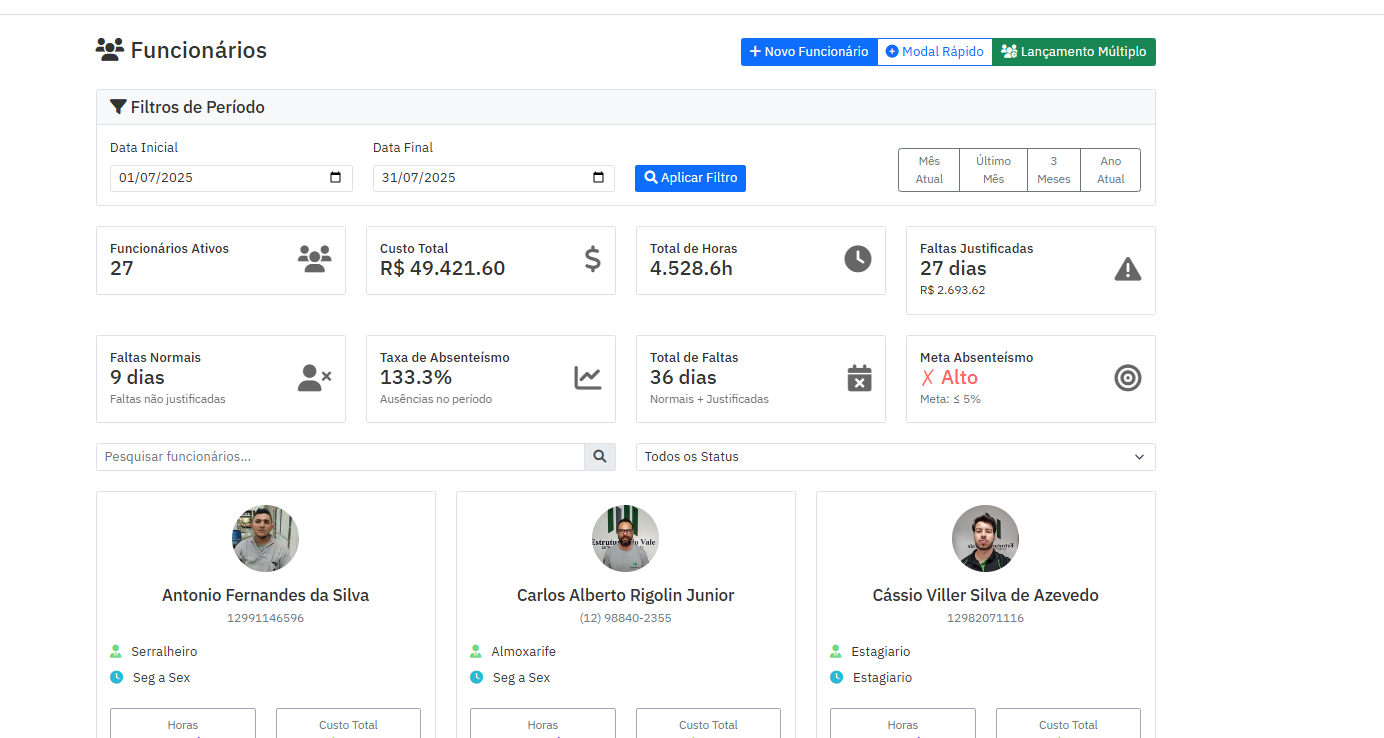 Funcionários
Novo Funcionário
Modal Rápido
Lançamento Múltiplo
Filtros de Período
Data Inicial
Data Final
01/07/2025
31/07/2025
Aplicar Filtro
Mês Atual
Último Mês
3 Meses
Ano Atual
Funcionários Ativos
27
Custo Total
R$ 49.421.60
Total de Horas
4.528.6h
Faltas Justificadas
27 dias
R$ 2.693.62
Faltas Normais
9 dias
Faltas não justificadas
Taxa de Absenteísmo
133.3%
Ausências no período
Total de Faltas
36 dias
Normais + Justificadas
Meta Absenteísmo
✗ Alto
Meta: ≤ 5%
Pesquisar funcionários...
Todos os Status
Antonio Fernandes da Silva
12991146596
Serralheiro
Seg a Sex
Horas
Custo Total
Carlos Alberto Rigolin Junior
(12) 98840-2355
Almoxarife
Seg a Sex
Horas
Custo Total
Cássio Viller Silva de Azevedo
12982071116
Estagiario
Estagiario
Horas
Custo Total